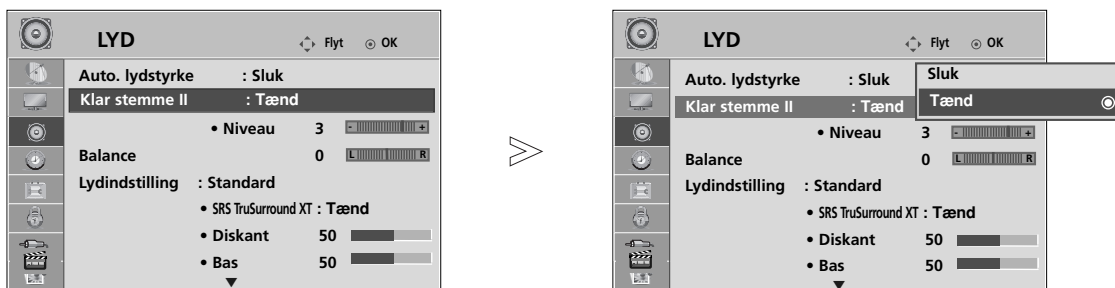 LYD Flyt OK
Auto. lydstyrke : Sluk
Klar stemme II : Tænd
• Niveau 3 - +
Balance 0 L R
Lydindstilling : Standard
• SRS TruSurround XT : Tænd
• Diskant 50
• Bas 50
LYD Flyt OK
Auto. lydstyrke : Sluk
Klar stemme II : Tænd
• Niveau 3 - +
Balance 0 L R
Lydindstilling : Standard
• SRS TruSurround XT : Tænd
• Diskant 50
• Bas 50
Sluk
Tænd